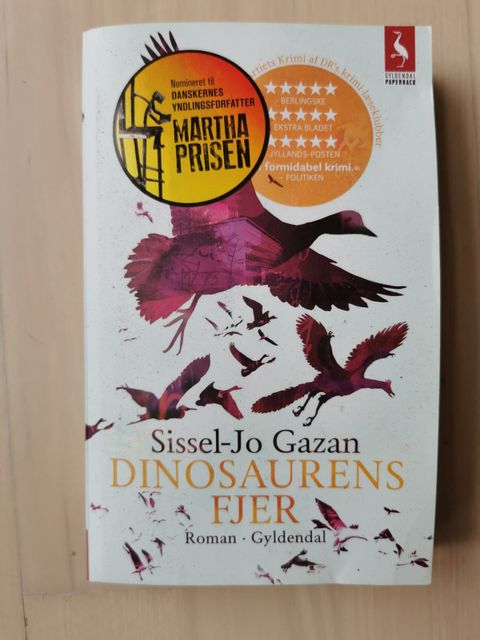 Nomineret til
DANSKERNES
YNDLINGSFORFATTER
MARTHA
PRISEN
Krimi af DR's krimi læseklubber
BERLINGSKE
EKSTRA BLADET
JYLLANDS-POSTEN
formidabel krimi.«
- POLITIKEN
GYLDENDAL
PAPERBACK
Sissel-Jo Gazan
DINOSAURENS
FJER
Roman · Gyldendal